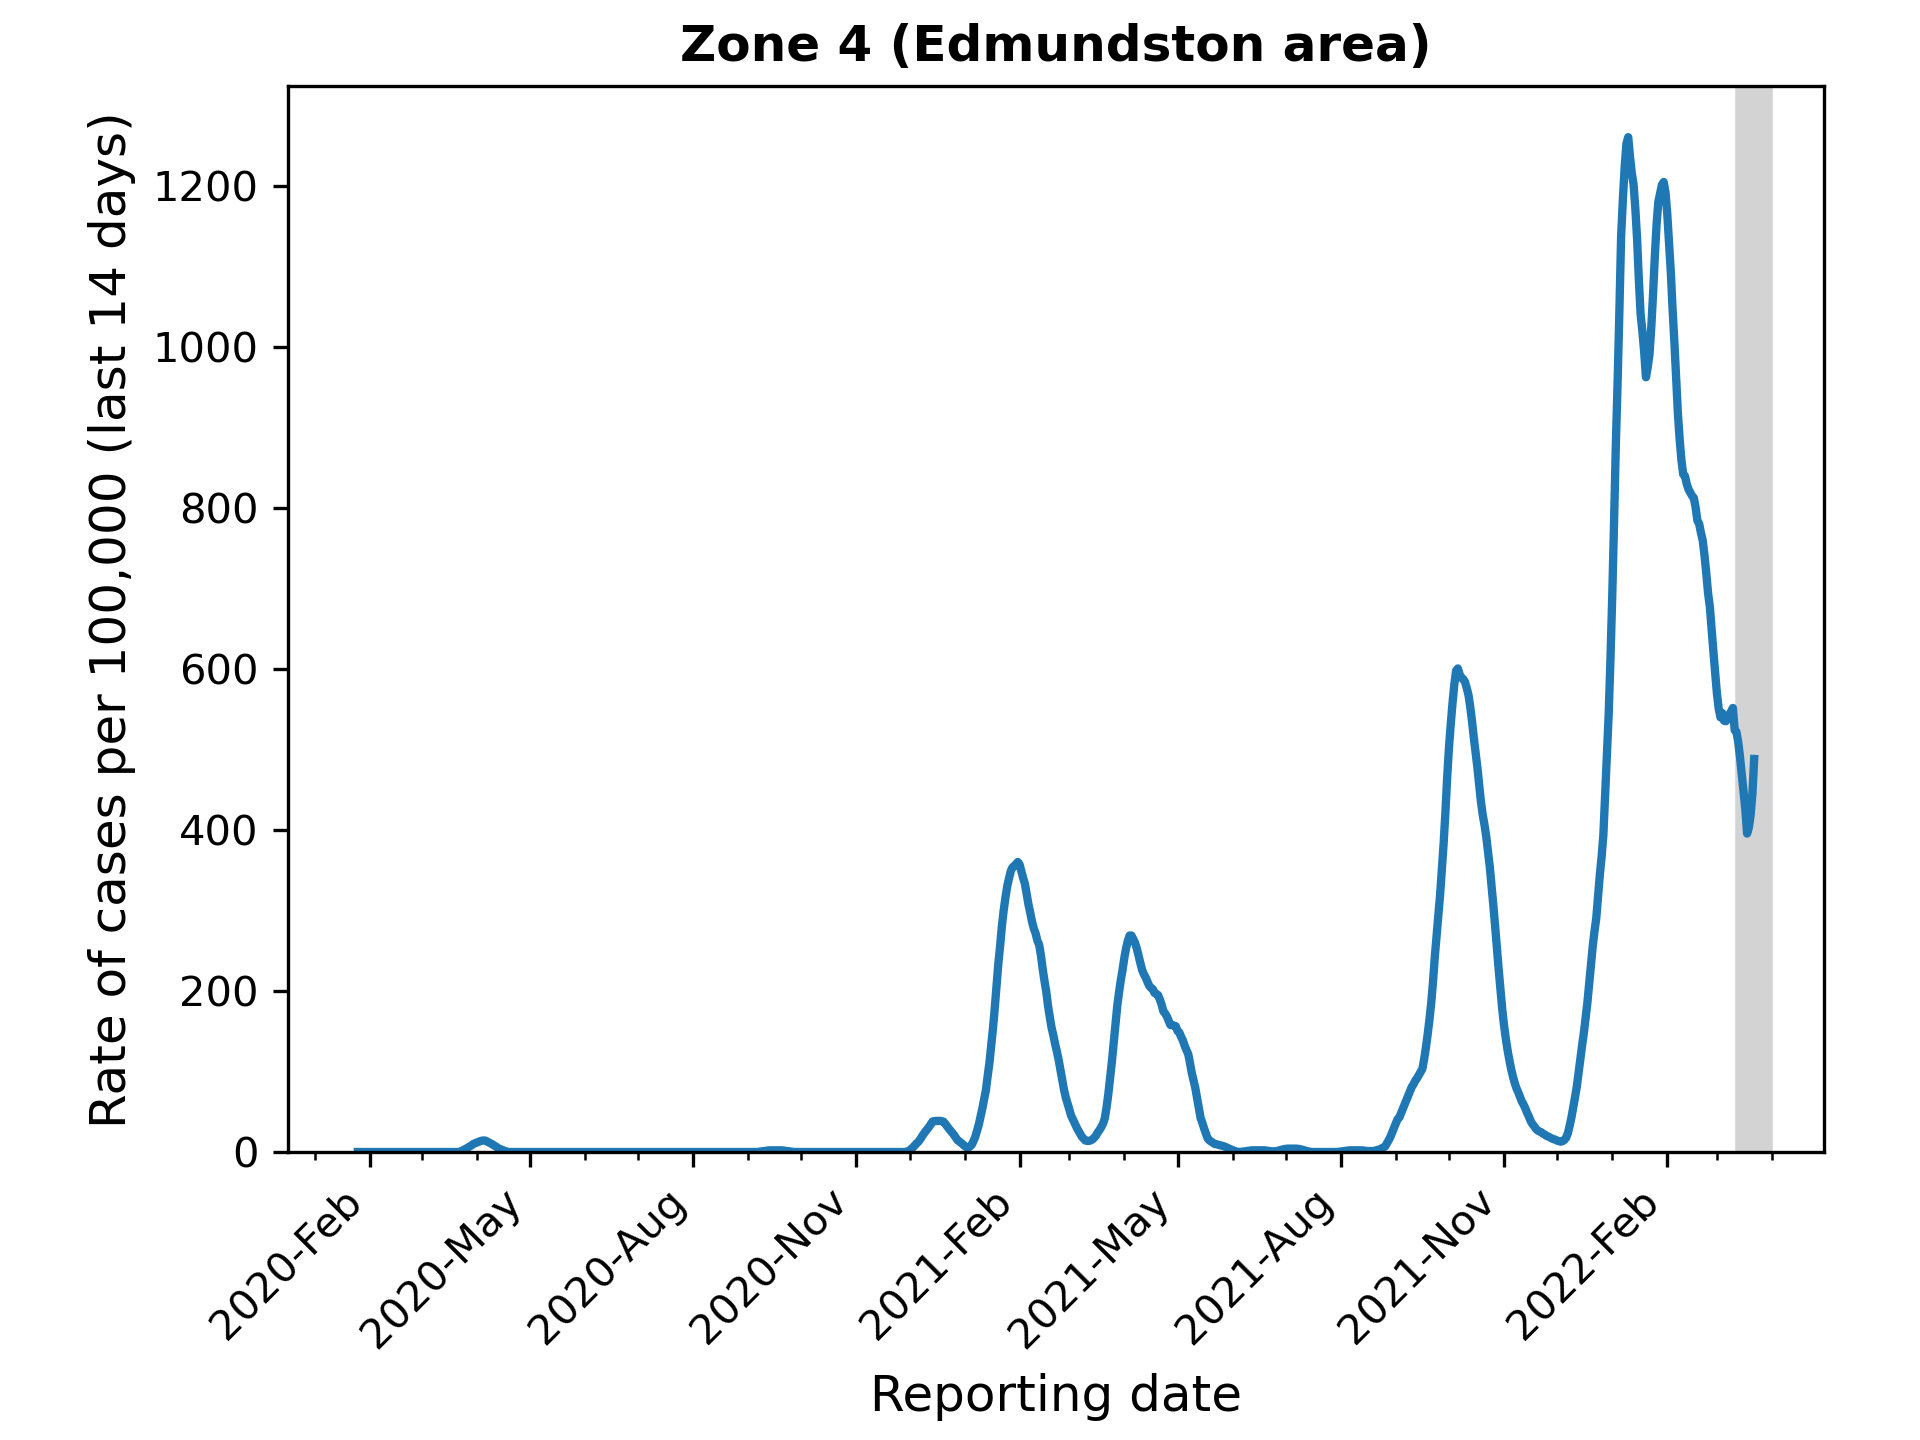 Zone 4 (Edmundston area)
Rate of cases per 100,000 (last 14 days)
1200
1000
800
600
400
200
0
2020-Feb
2020-May
2020-Aug
2020-Nov
2021-Feb
2021-May
2021-Aug
2021-Nov
2022-Feb
Reporting date